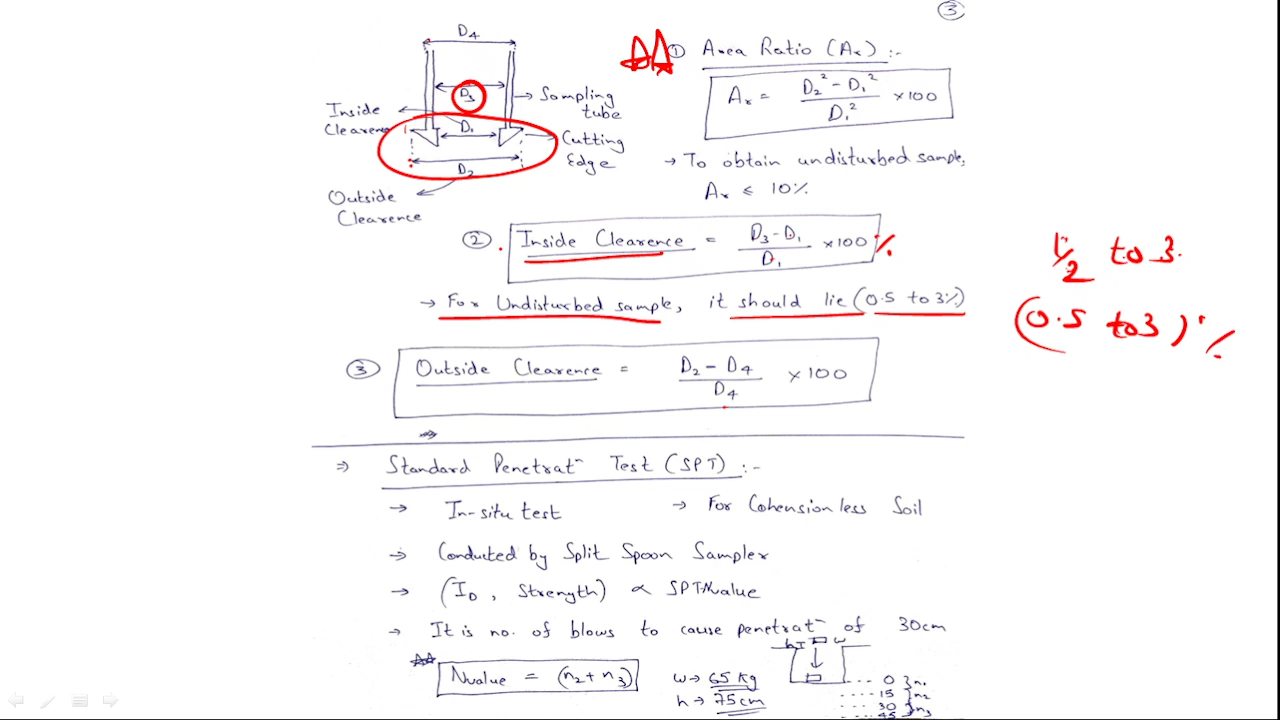 ③
D4
D3
Sampling tube
Inside Clearence
D1
Cutting Edge
D2
Outside Clearence
① Area Ratio (Ar) :-
Ar = (D2² - D1²) / D1² ×100
→ To obtain undisturbed sample,
Ar ≤ 10%
② Inside Clearence = (D3 - D1) / D1 ×100 %
→ For Undisturbed sample, it should lie (0.5 to 3%)
1/2 to 3.
(0.5 to 3)%
③ Outside Clearence = (D2 - D4) / D4 ×100
⇒ Standard Penetratⁿ Test (SPT) :-
→ In-situ test → For Cohensionless Soil
→ Conducted by Split Spoon Sampler
→ (ID, Strength) ∝ SPT Nvalue
→ It is no. of blows to cause penetratⁿ of 30cm
Nvalue = (n2 + n3)
w → 65 Kg
h → 75cm
h
w
0
15
30
45
n1
n2
n3